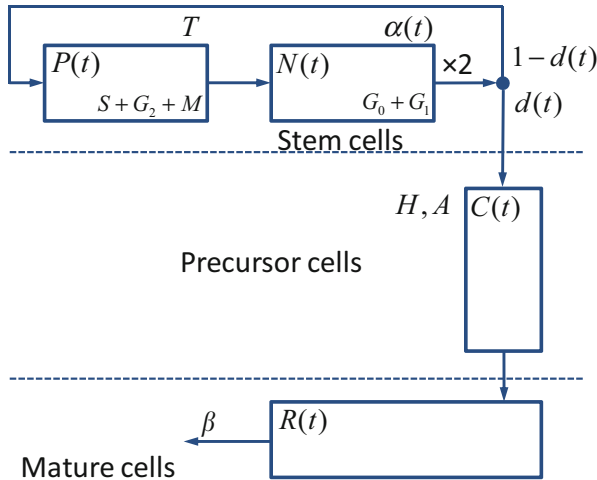 T
α(t)
P(t)
N(t)
×2
1−d(t)
S+G₂+M
G₀+G₁
d(t)
Stem cells
H, A
C(t)
Precursor cells
R(t)
β
Mature cells